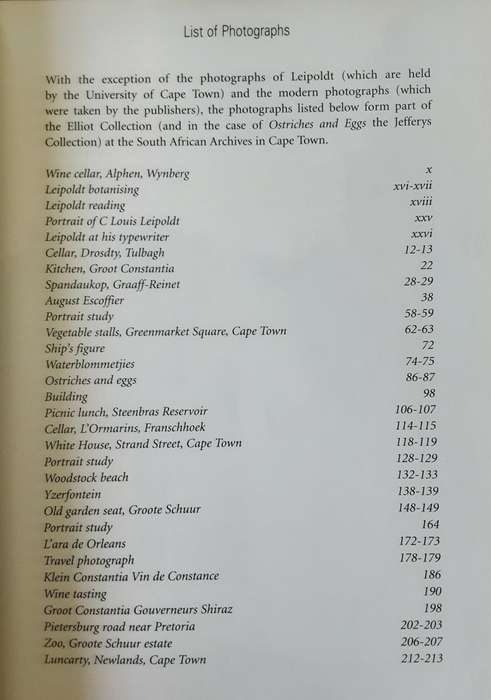 List of Photographs
With the exception of the photographs of Leipoldt (which are held
by the University of Cape Town) and the modern photographs (which
were taken by the publishers), the photographs listed below form part of
the Elliot Collection (and in the case of Ostriches and Eggs the Jefferys
Collection) at the South African Archives in Cape Town.
Wine cellar, Alphen, Wynberg x
Leipoldt botanising xvi-xvii
Leipoldt reading xviii
Portrait of C Louis Leipoldt xxv
Leipoldt at his typewriter xxvi
Cellar, Drosdty, Tulbagh 12-13
Kitchen, Groot Constantia 22
Spandaukop, Graaff-Reinet 28-29
August Escoffier 38
Portrait study 58-59
Vegetable stalls, Greenmarket Square, Cape Town 62-63
Ship's figure 72
Waterblommetjies 74-75
Ostriches and eggs 86-87
Building 98
Picnic lunch, Steenbras Reservoir 106-107
Cellar, L'Ormarins, Franschhoek 114-115
White House, Strand Street, Cape Town 118-119
Portrait study 128-129
Woodstock beach 132-133
Yzerfontein 138-139
Old garden seat, Groote Schuur 148-149
Portrait study 164
L'ara de Orleans 172-173
Travel photograph 178-179
Klein Constantia Vin de Constance 186
Wine tasting 190
Groot Constantia Gouverneurs Shiraz 198
Pietersburg road near Pretoria 202-203
Zoo, Groote Schuur estate 206-207
Luncarty, Newlands, Cape Town 212-213